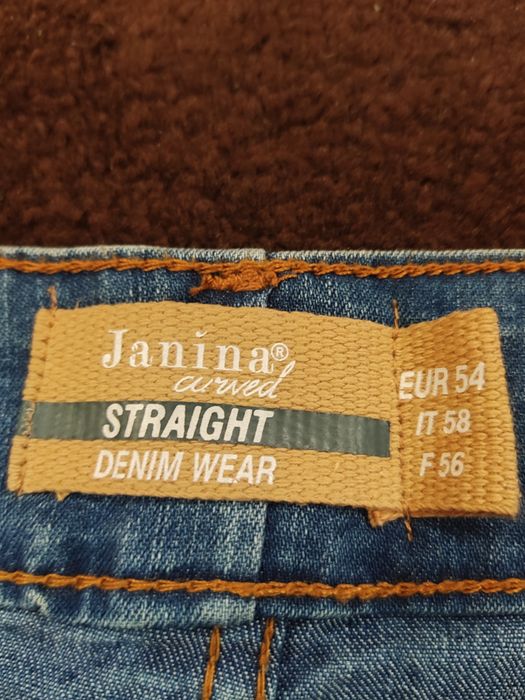 Janina®
curved
STRAIGHT
DENIM WEAR
EUR 54
IT 58
F 56